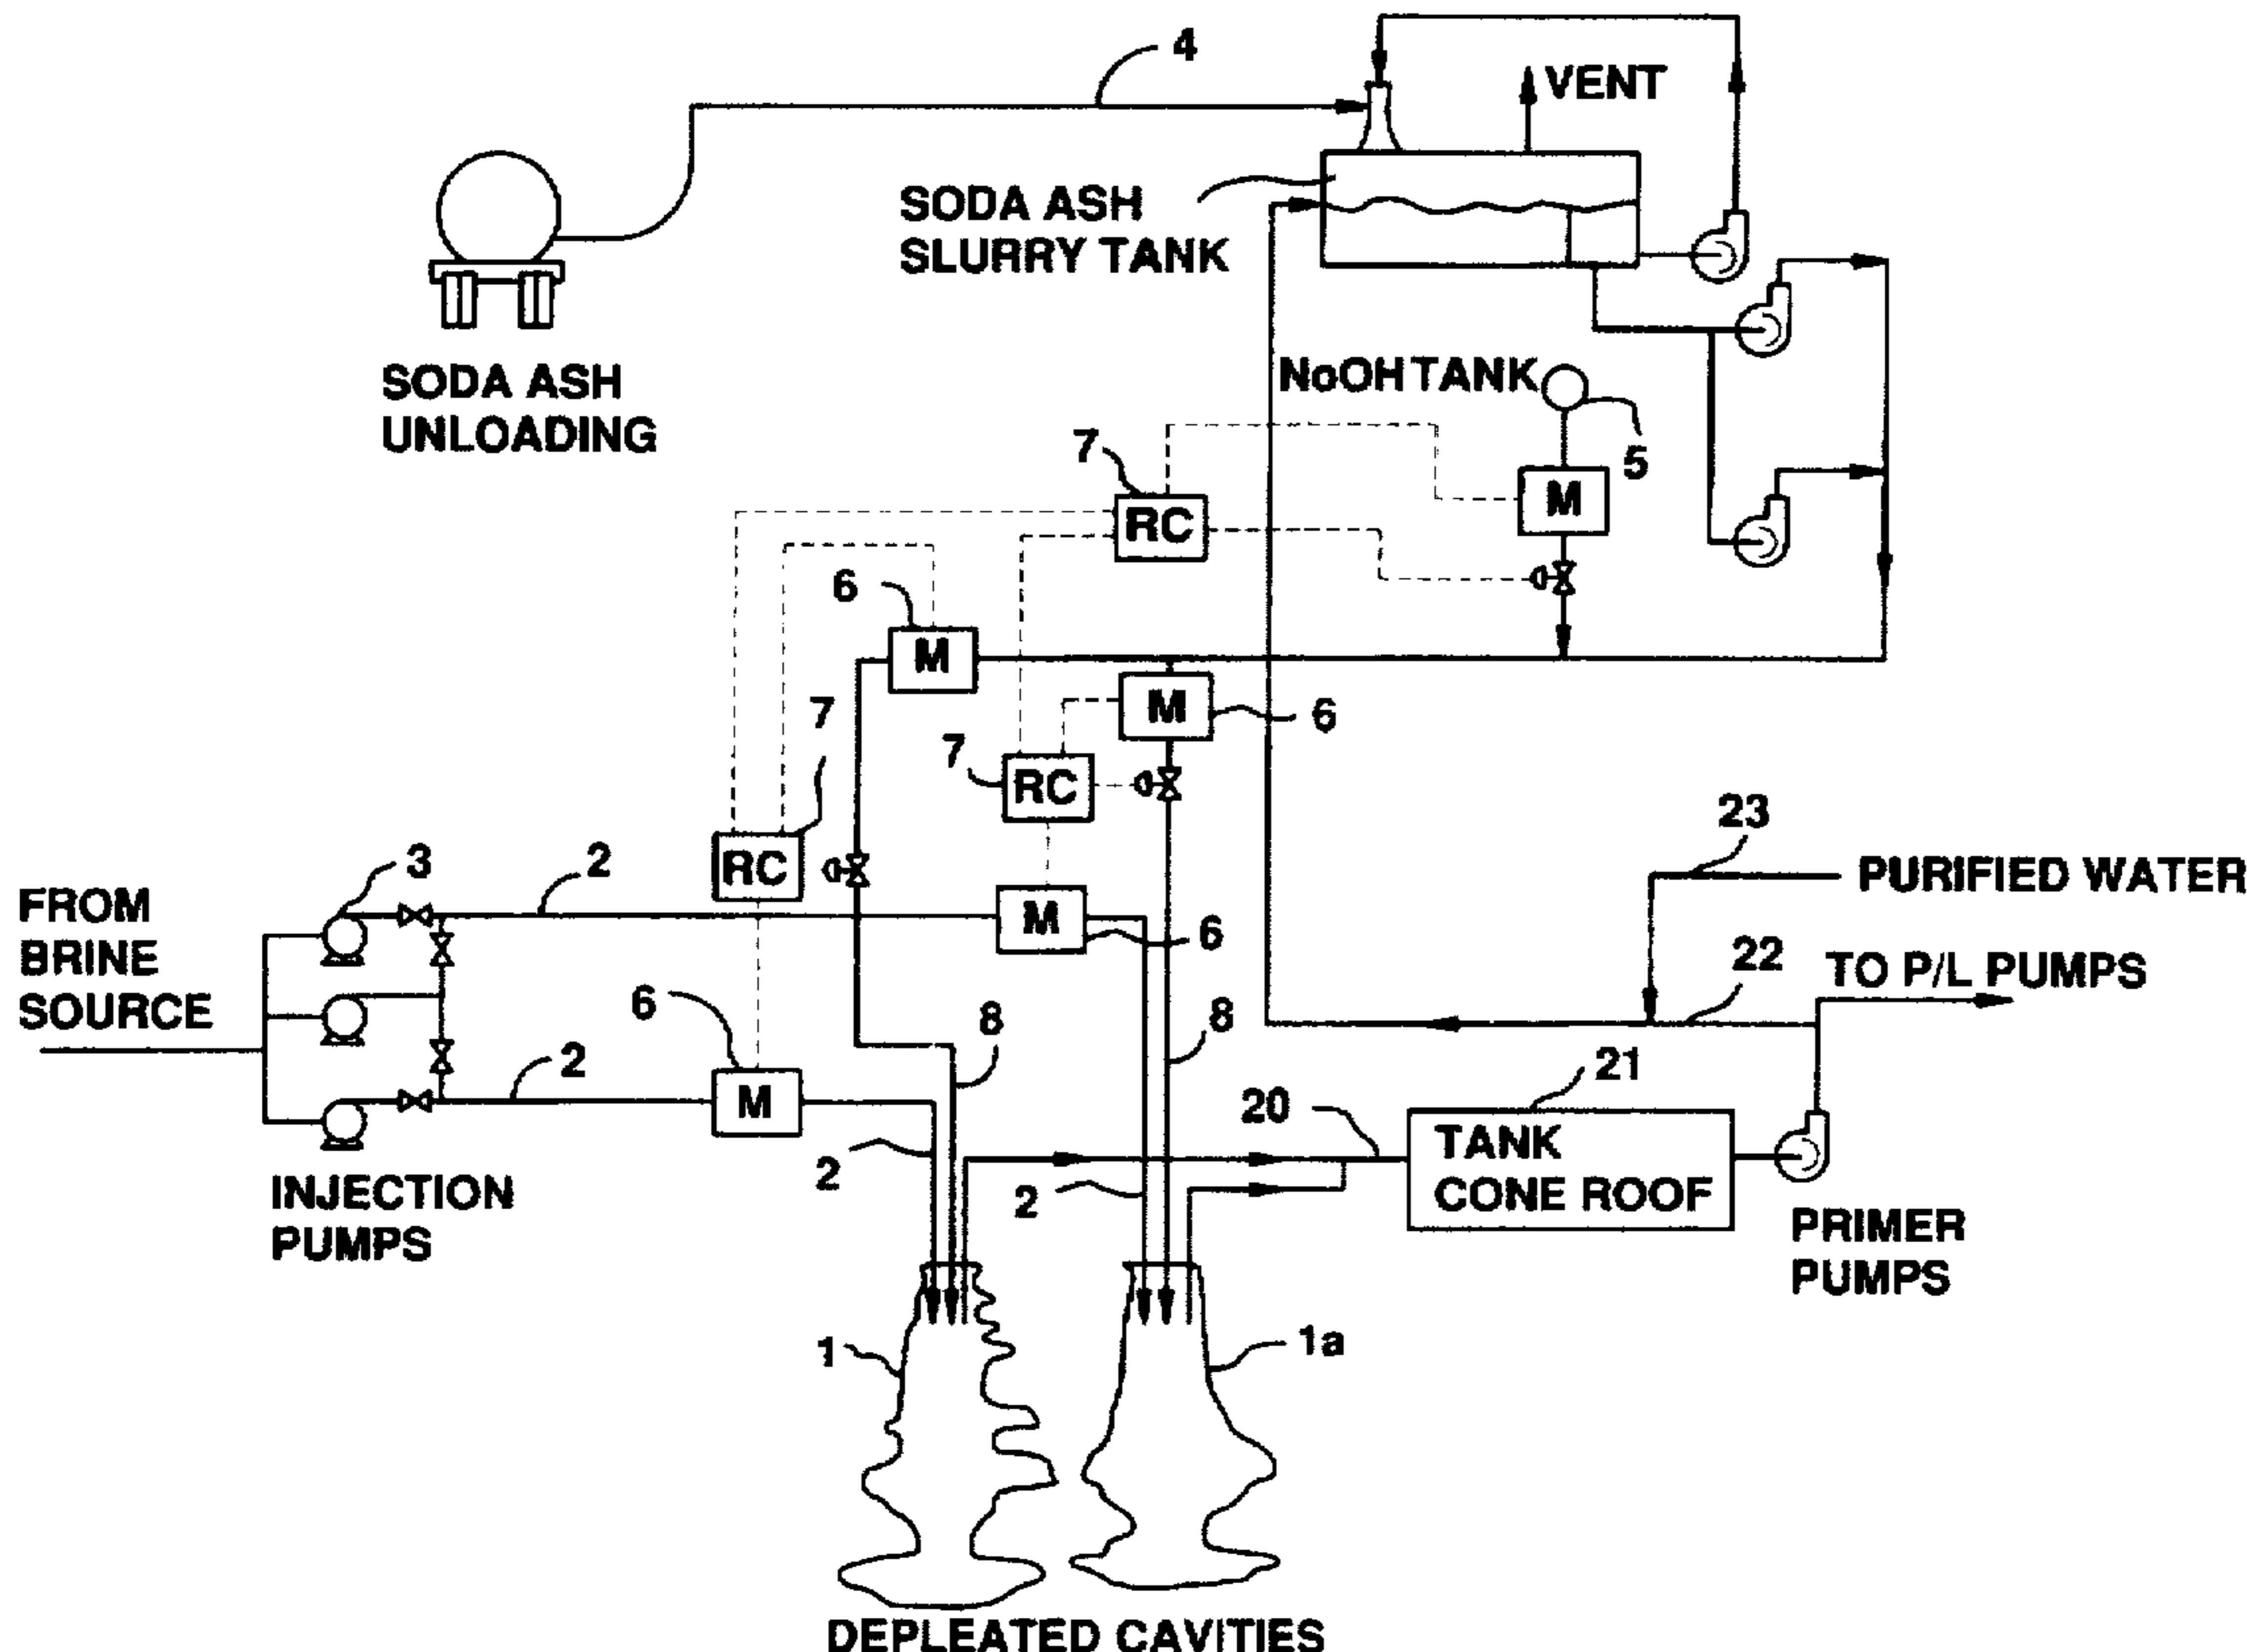 4
VENT
SODA ASH
SLURRY TANK
SODA ASH
UNLOADING
NaOH TANK
5
M
7
RC
6
M
M
6
7
7
RC
RC
23
PURIFIED WATER
3
2
FROM
BRINE
SOURCE
M
6
22
TO P/L PUMPS
6
8
8
2
M
21
20
TANK
CONE ROOF
2
2
INJECTION
PUMPS
PRIMER
PUMPS
1
1a
DEPLEATED CAVITIES